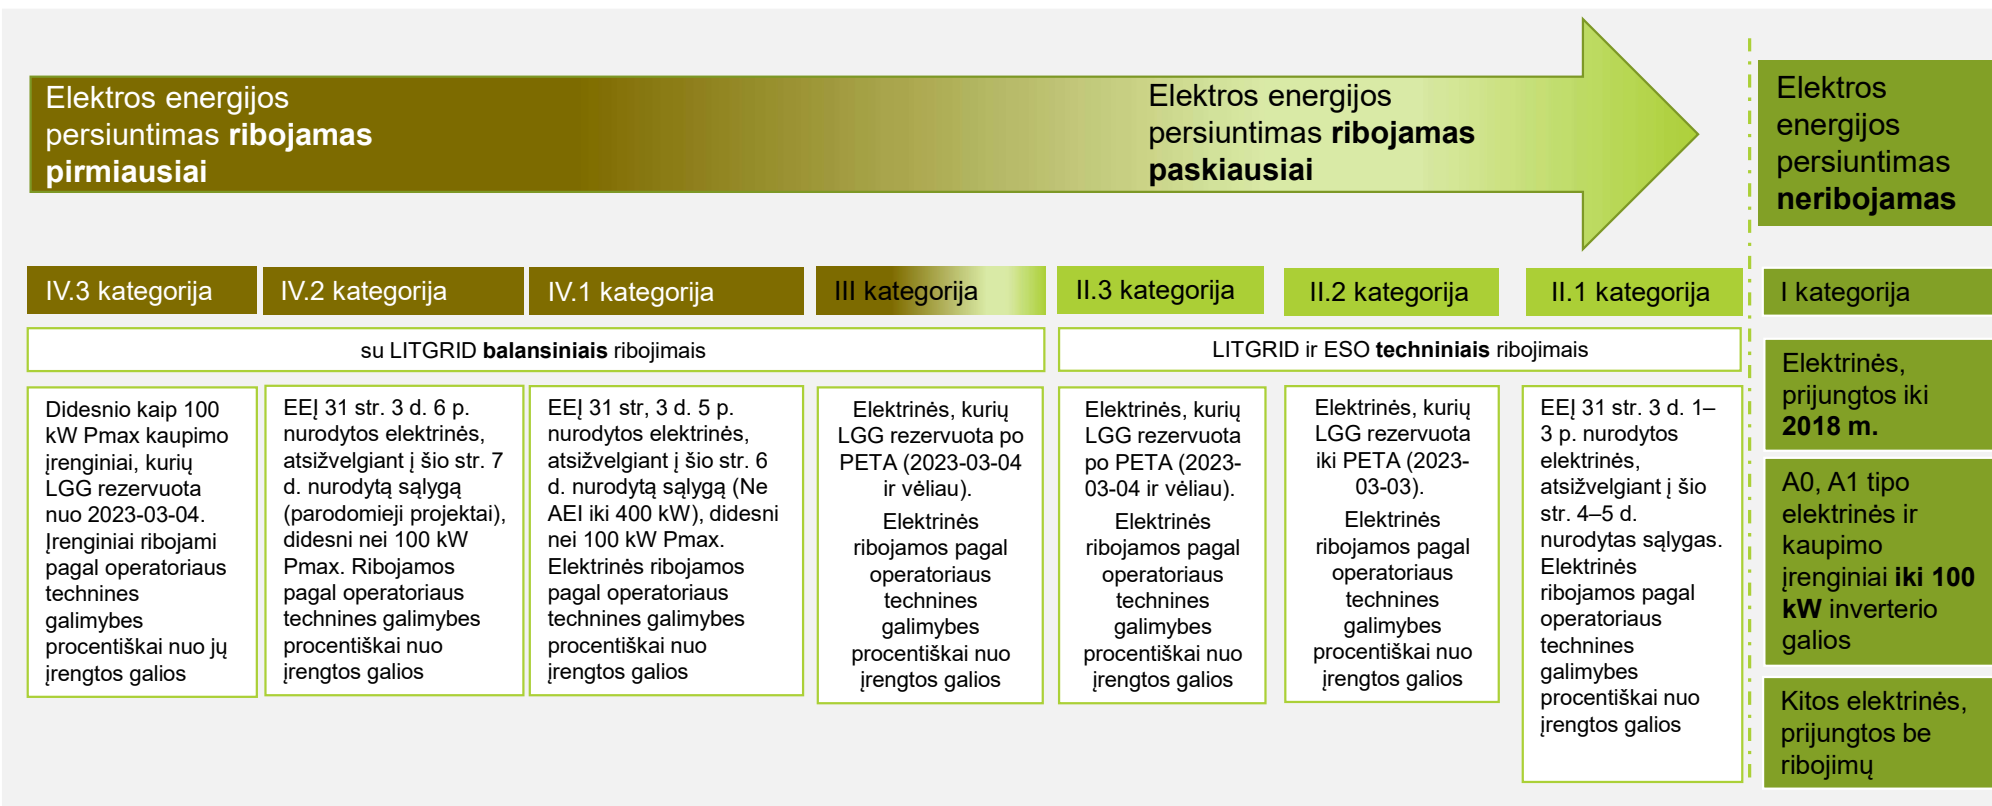 Elektros energijos
persiuntimas ribojamas
pirmiausiai
Elektros energijos
persiuntimas ribojamas
paskiausiai
Elektros
energijos
persiuntimas
neribojamas
IV.3 kategorija
IV.2 kategorija
IV.1 kategorija
III kategorija
II.3 kategorija
II.2 kategorija
II.1 kategorija
I kategorija
su LITGRID balansiniais ribojimais
LITGRID ir ESO techniniais ribojimais
Didesnio kaip 100
kW Pmax kaupimo
įrenginiai, kurių
LGG rezervuota
nuo 2023-03-04.
Įrenginiai ribojami
pagal operatoriaus
technines
galimybes
procentiškai nuo jų
įrengtos galios
EEĮ 31 str. 3 d. 6 p.
nurodytos elektrinės,
atsižvelgiant į šio str. 7
d. nurodytą sąlygą
(parodomieji projektai),
didesni nei 100 kW
Pmax. Ribojamos
pagal operatoriaus
technines galimybes
procentiškai nuo
įrengtos galios
EEĮ 31 str, 3 d. 5 p.
nurodytos elektrinės,
atsižvelgiant į šio str. 6
d. nurodytą sąlygą (Ne
AEI iki 400 kW), didesni
nei 100 kW Pmax.
Elektrinės ribojamos
pagal operatoriaus
technines galimybes
procentiškai nuo
įrengtos galios
Elektrinės, kurių
LGG rezervuota po
PETA (2023-03-04
ir vėliau).
Elektrinės
ribojamos pagal
operatoriaus
technines
galimybes
procentiškai nuo
įrengtos galios
Elektrinės, kurių
LGG rezervuota
po PETA (2023-
03-04 ir vėliau).
Elektrinės
ribojamos pagal
operatoriaus
technines
galimybes
procentiškai nuo
įrengtos galios
Elektrinės, kurių
LGG rezervuota
iki PETA (2023-
03-03).
Elektrinės
ribojamos pagal
operatoriaus
technines
galimybes
procentiškai nuo
įrengtos galios
EEĮ 31 str. 3 d. 1–
3 p. nurodytos
elektrinės,
atsižvelgiant į šio
str. 4–5 d.
nurodytas sąlygas.
Elektrinės
ribojamos pagal
operatoriaus
technines
galimybes
procentiškai nuo
įrengtos galios
Elektrinės,
prijungtos iki
2018 m.
A0, A1 tipo
elektrinės ir
kaupimo
įrenginiai iki 100
kW inverterio
galios
Kitos elektrinės,
prijungtos be
ribojimų